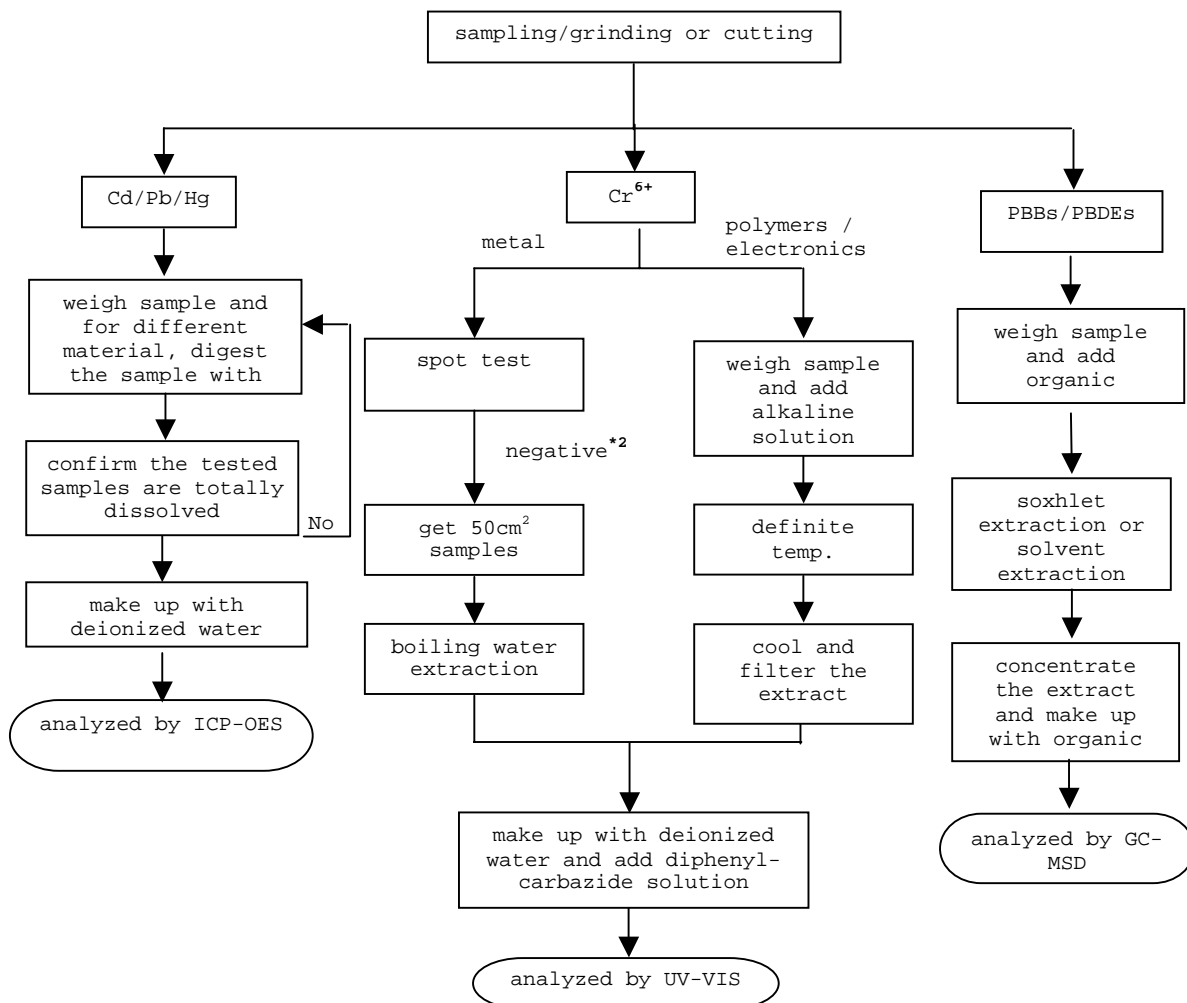 sampling/grinding or cutting
Cd/Pb/Hg
weigh sample and
for different
material, digest
the sample with
confirm the tested
samples are totally
dissolved
No
make up with
deionized water
analyzed by ICP-OES
Cr⁶⁺
metal
polymers /
electronics
spot test
negative*²
get 50cm²
samples
boiling water
extraction
weigh sample
and add
alkaline
solution
definite
temp.
cool and
filter the
extract
make up with deionized
water and add diphenyl-
carbazide solution
analyzed by UV-VIS
PBBs/PBDEs
weigh sample
and add
organic
soxhlet
extraction or
solvent
extraction
concentrate
the extract
and make up
with organic
analyzed by GC-
MSD